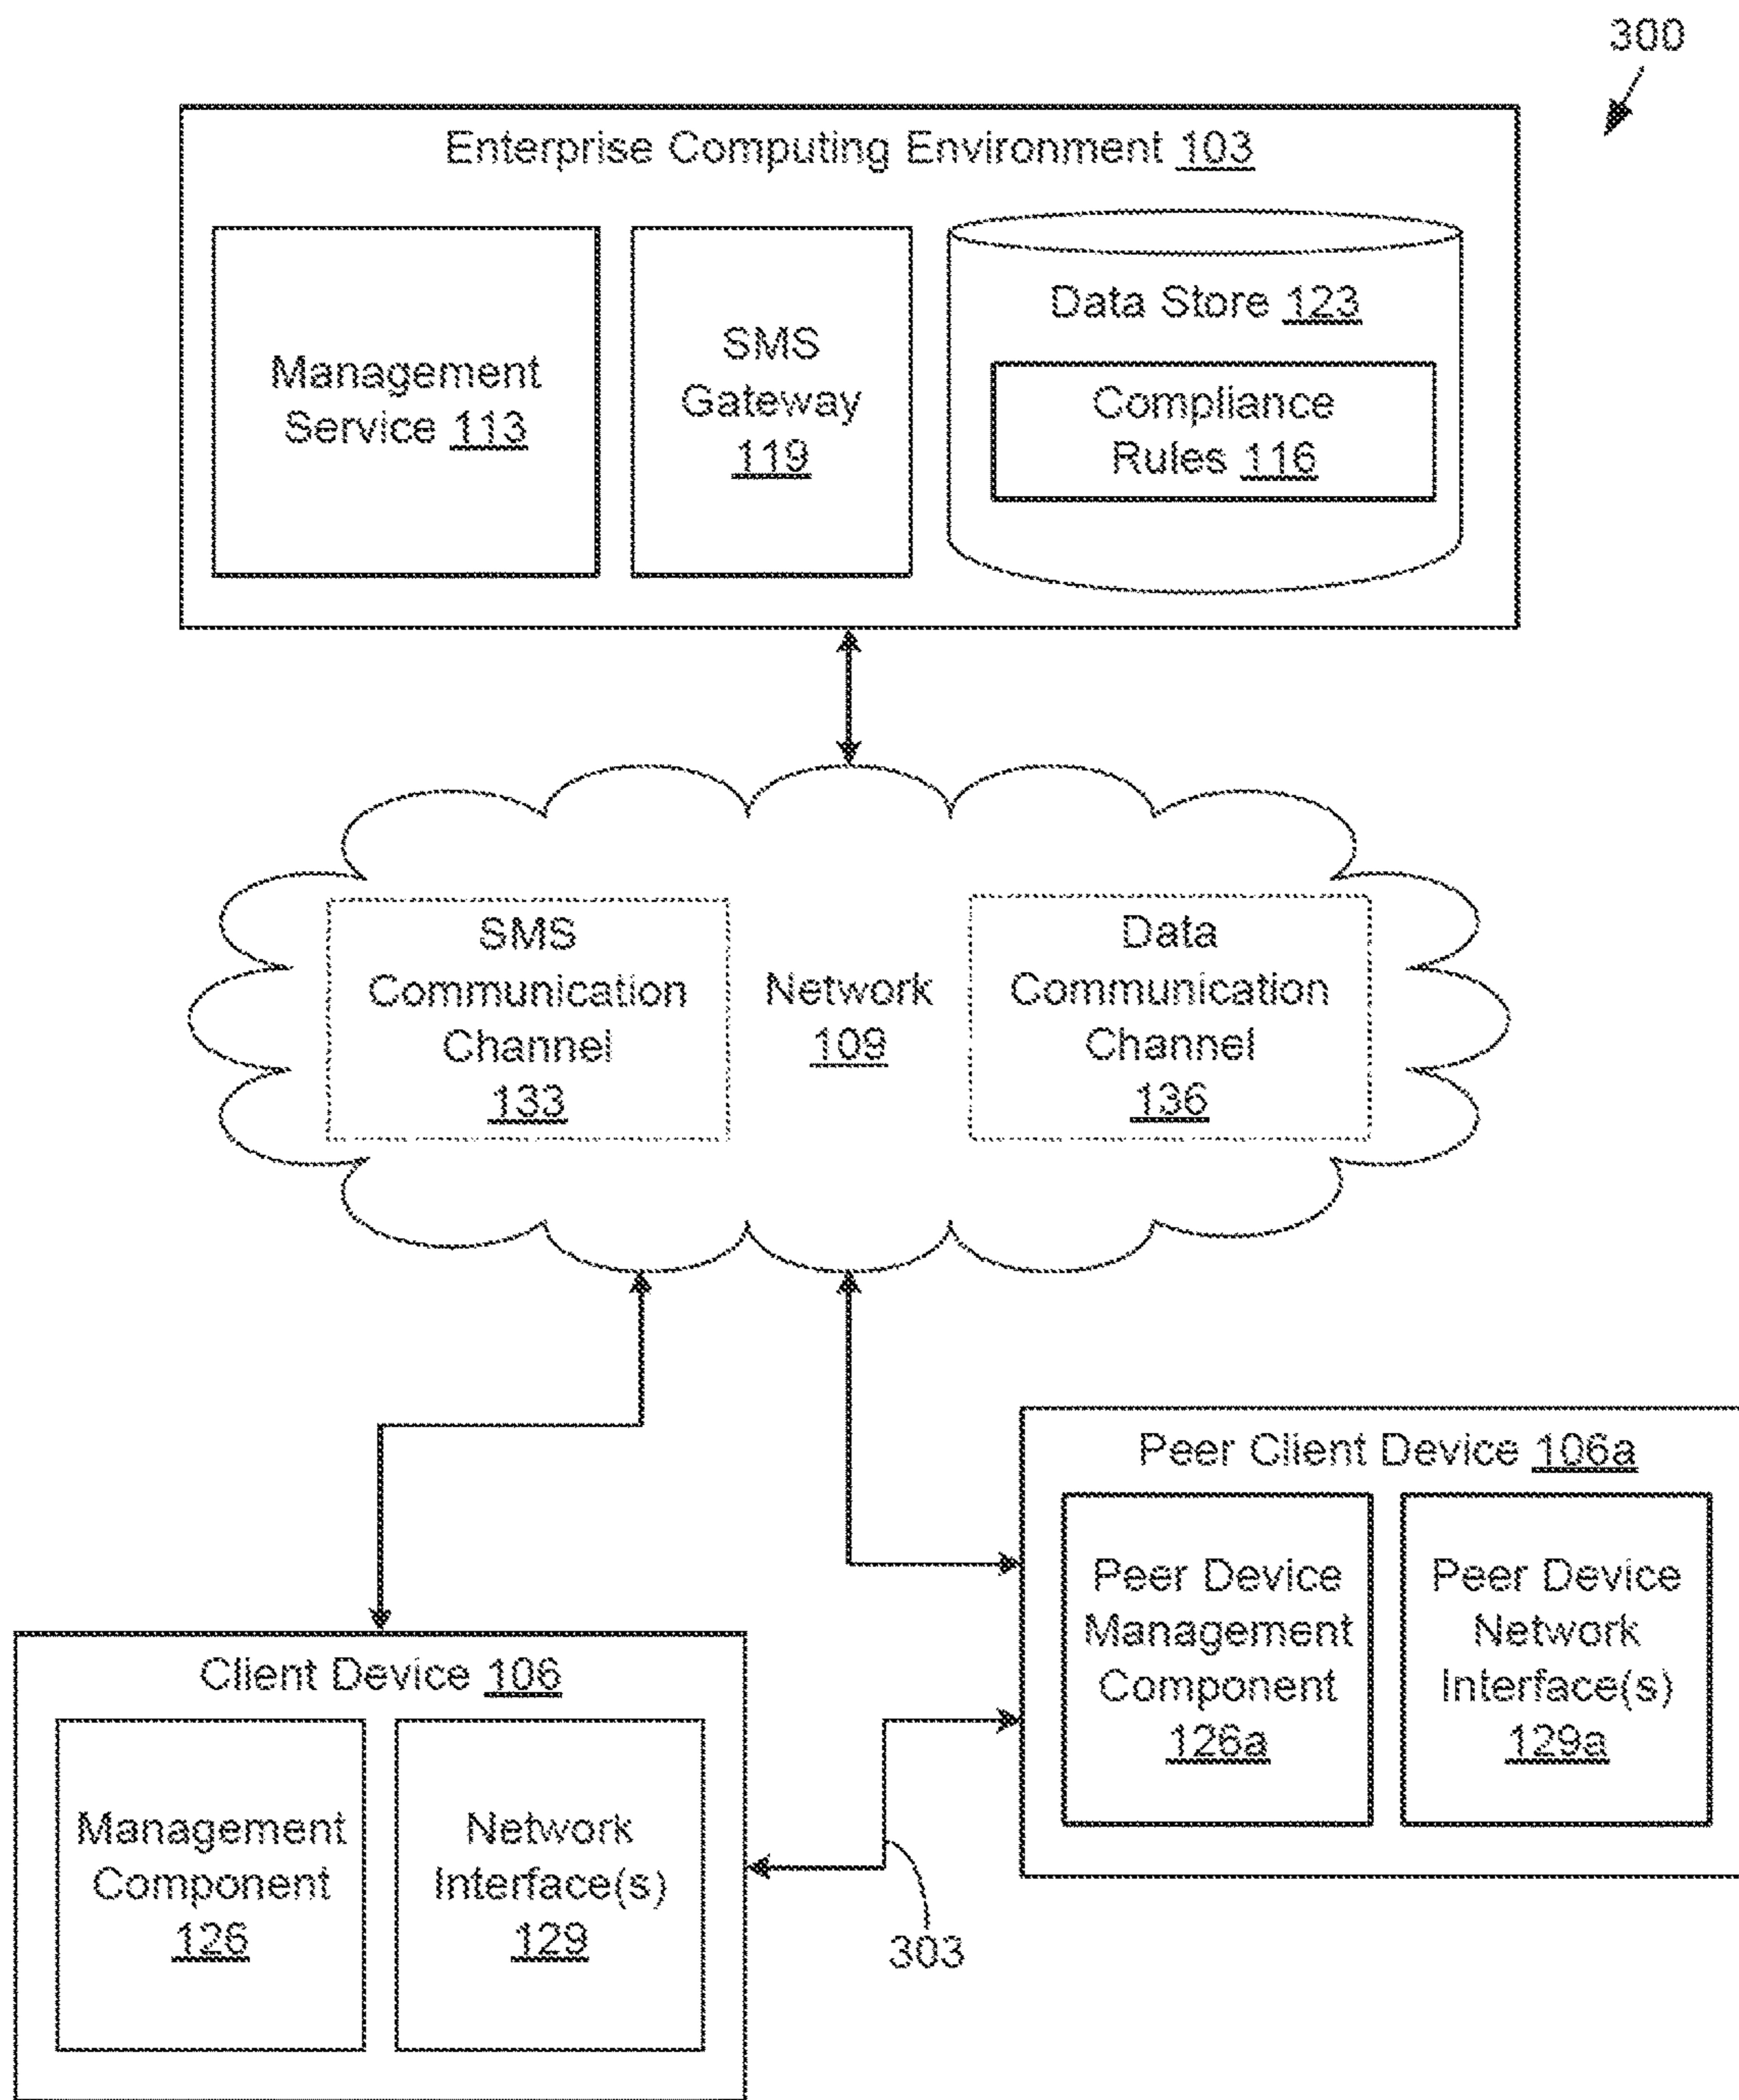 300
Enterprise Computing Environment 103
Management
Service 113
SMS
Gateway
119
Data Store 123
Compliance
Rules 116
SMS
Communication
Channel
133
Network
109
Data
Communication
Channel
136
Peer Client Device 106a
Peer Device
Management
Component
126a
Peer Device
Network
Interface(s)
129a
Client Device 106
Management
Component
126
Network
Interface(s)
129
303